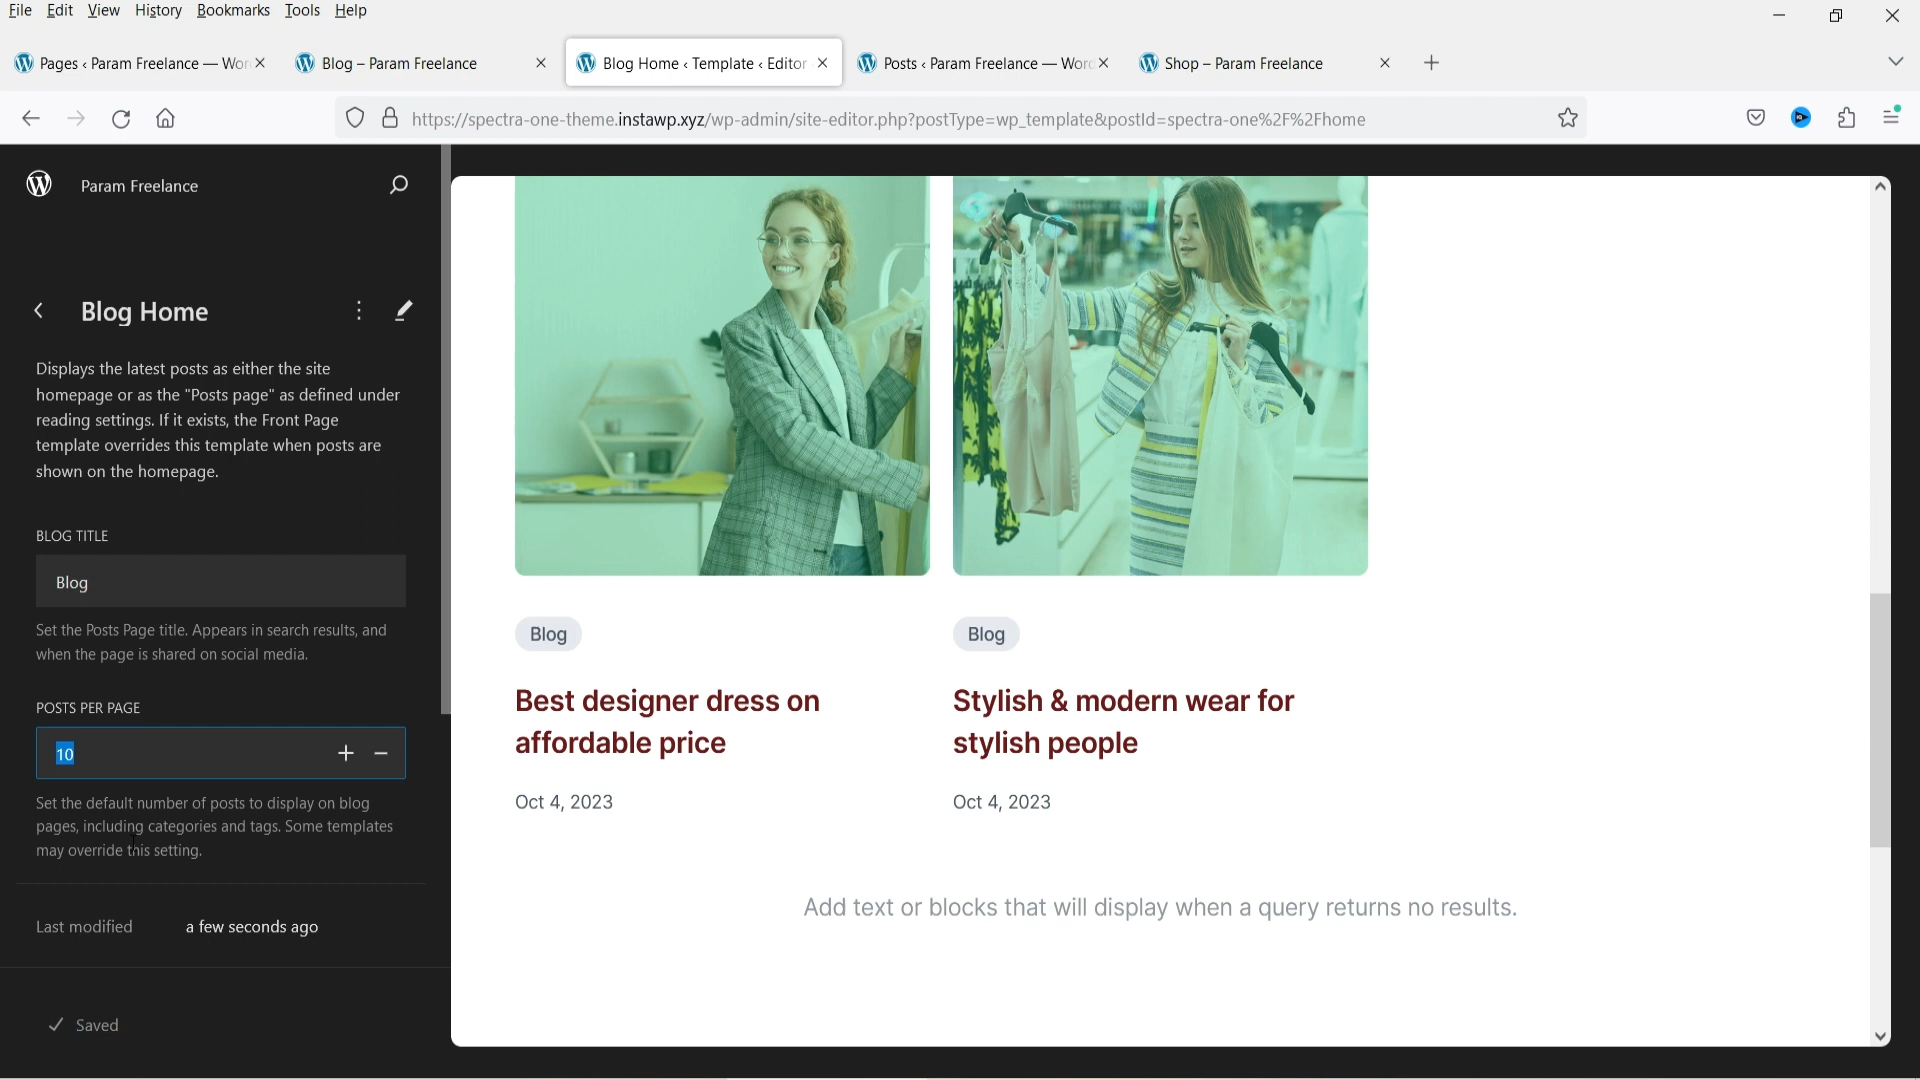 File Edit View History Bookmarks Tools Help
Pages ‹ Param Freelance — Wor
Blog – Param Freelance
Blog Home ‹ Template ‹ Editor
Posts ‹ Param Freelance — Word
Shop – Param Freelance
https://spectra-one-theme.instawp.xyz/wp-admin/site-editor.php?postType=wp_template&postId=spectra-one%2F%2Fhome
Param Freelance
Blog Home
Displays the latest posts as either the site
homepage or as the "Posts page" as defined under
reading settings. If it exists, the Front Page
template overrides this template when posts are
shown on the homepage.
BLOG TITLE
Blog
Set the Posts Page title. Appears in search results, and
when the page is shared on social media.
POSTS PER PAGE
10
Set the default number of posts to display on blog
pages, including categories and tags. Some templates
may override this setting.
Last modified a few seconds ago
Saved
Blog
Best designer dress on
affordable price
Oct 4, 2023
Blog
Stylish & modern wear for
stylish people
Oct 4, 2023
Add text or blocks that will display when a query returns no results.